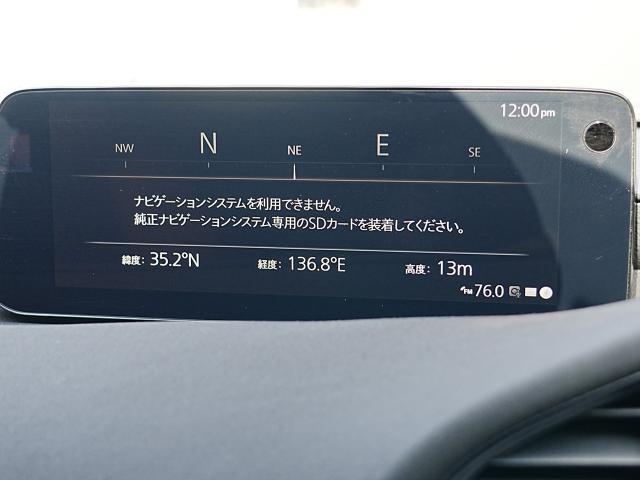 12:00pm
NW N NE E SE
ナビゲーションシステムを利用できません。
純正ナビゲーションシステム専用のSDカードを装着してください。
緯度: 35.2°N 経度: 136.8°E 高度: 13m
FM 76.0